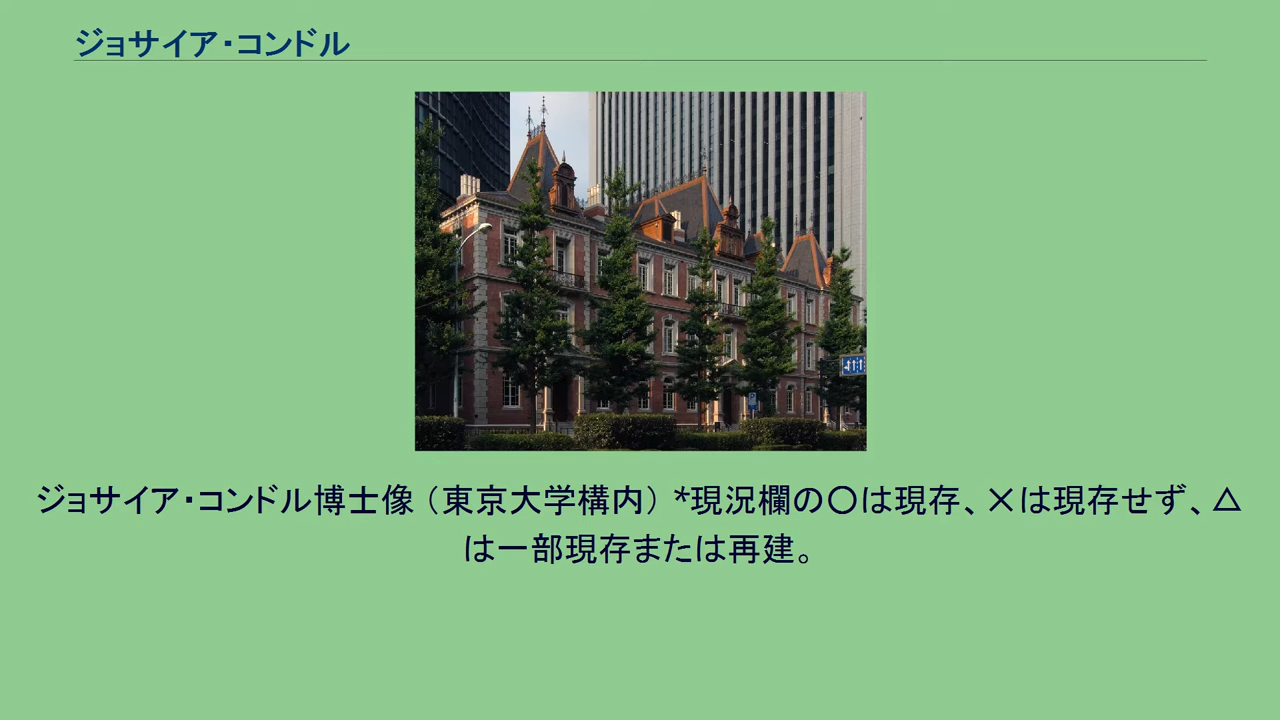 ジョサイア・コンドル
ジョサイア・コンドル博士像（東京大学構内） *現況欄の〇は現存、×は現存せず、△
は一部現存または再建。